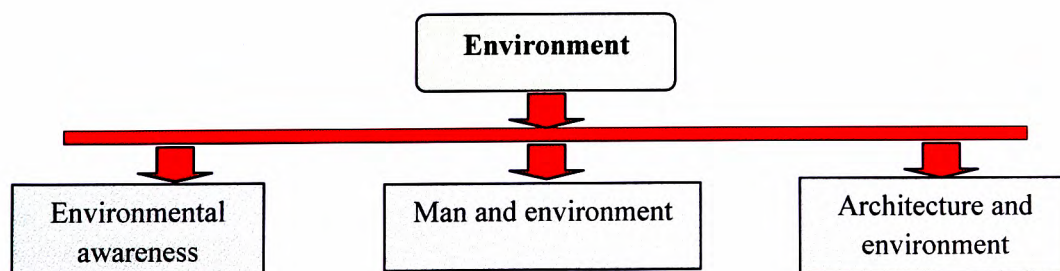 Environment
Environmental
awareness
Man and environment
Architecture and
environment